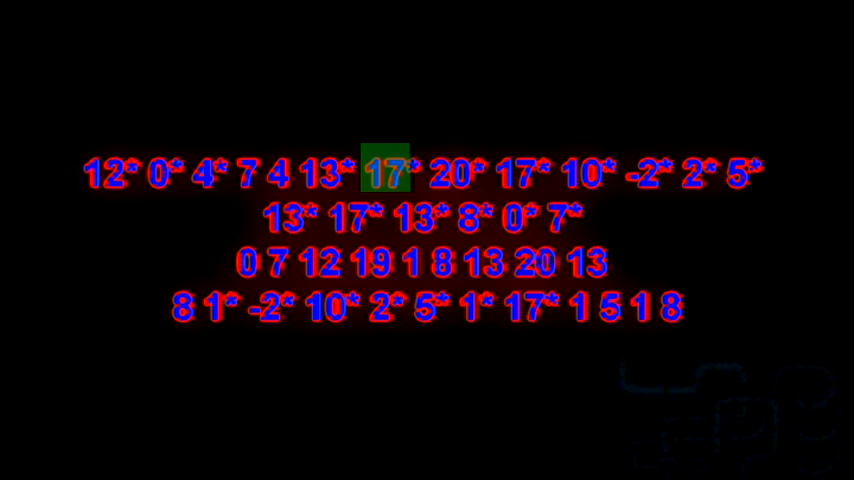 12* 0* 4* 7 4 13* 17* 20* 17* 10* -2* 2* 5*
13* 17* 13* 8* 0* 7*
0 7 12 19 1 8 13 20 13
8 1* -2* 10* 2* 5* 1* 17* 1 5 1 8